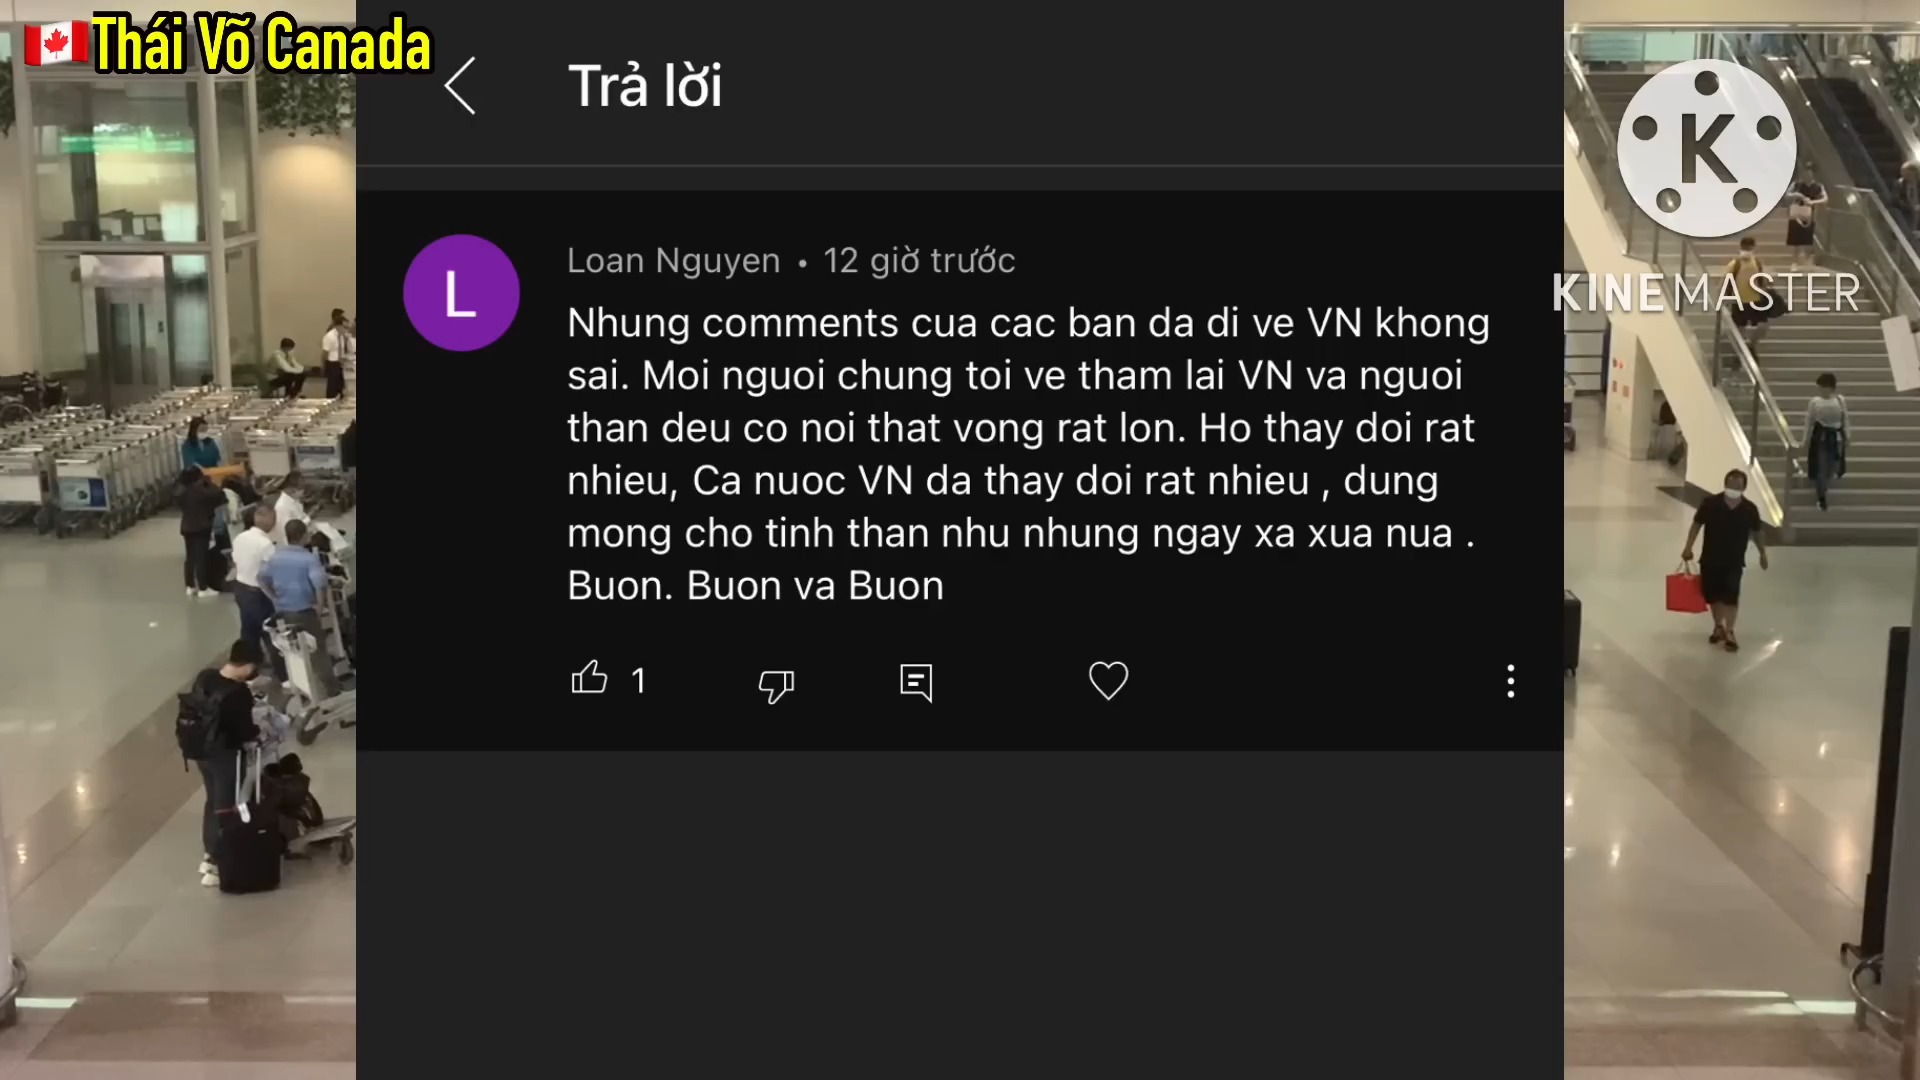 Thái Võ Canada
Trả lời
L
Loan Nguyen • 12 giờ trước
Nhung comments cua cac ban da di ve VN khong
sai. Moi nguoi chung toi ve tham lai VN va nguoi
than deu co noi that vong rat lon. Ho thay doi rat
nhieu, Ca nuoc VN da thay doi rat nhieu , dung
mong cho tinh than nhu nhung ngay xa xua nua .
Buon. Buon va Buon
1
K
KINEMASTER